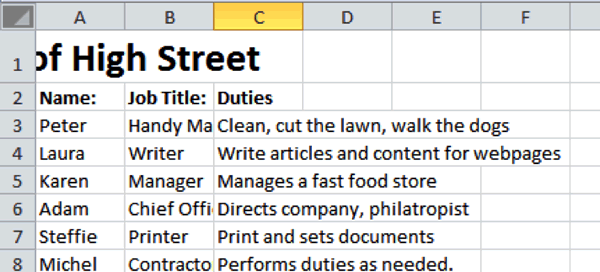 A B C D E F
1 of High Street
2 Name: Job Title: Duties
3 Peter Handy Ma Clean, cut the lawn, walk the dogs
4 Laura Writer Write articles and content for webpages
5 Karen Manager Manages a fast food store
6 Adam Chief Offi Directs company, philatropist
7 Steffie Printer Print and sets documents
8 Michel Contracto Performs duties as needed.